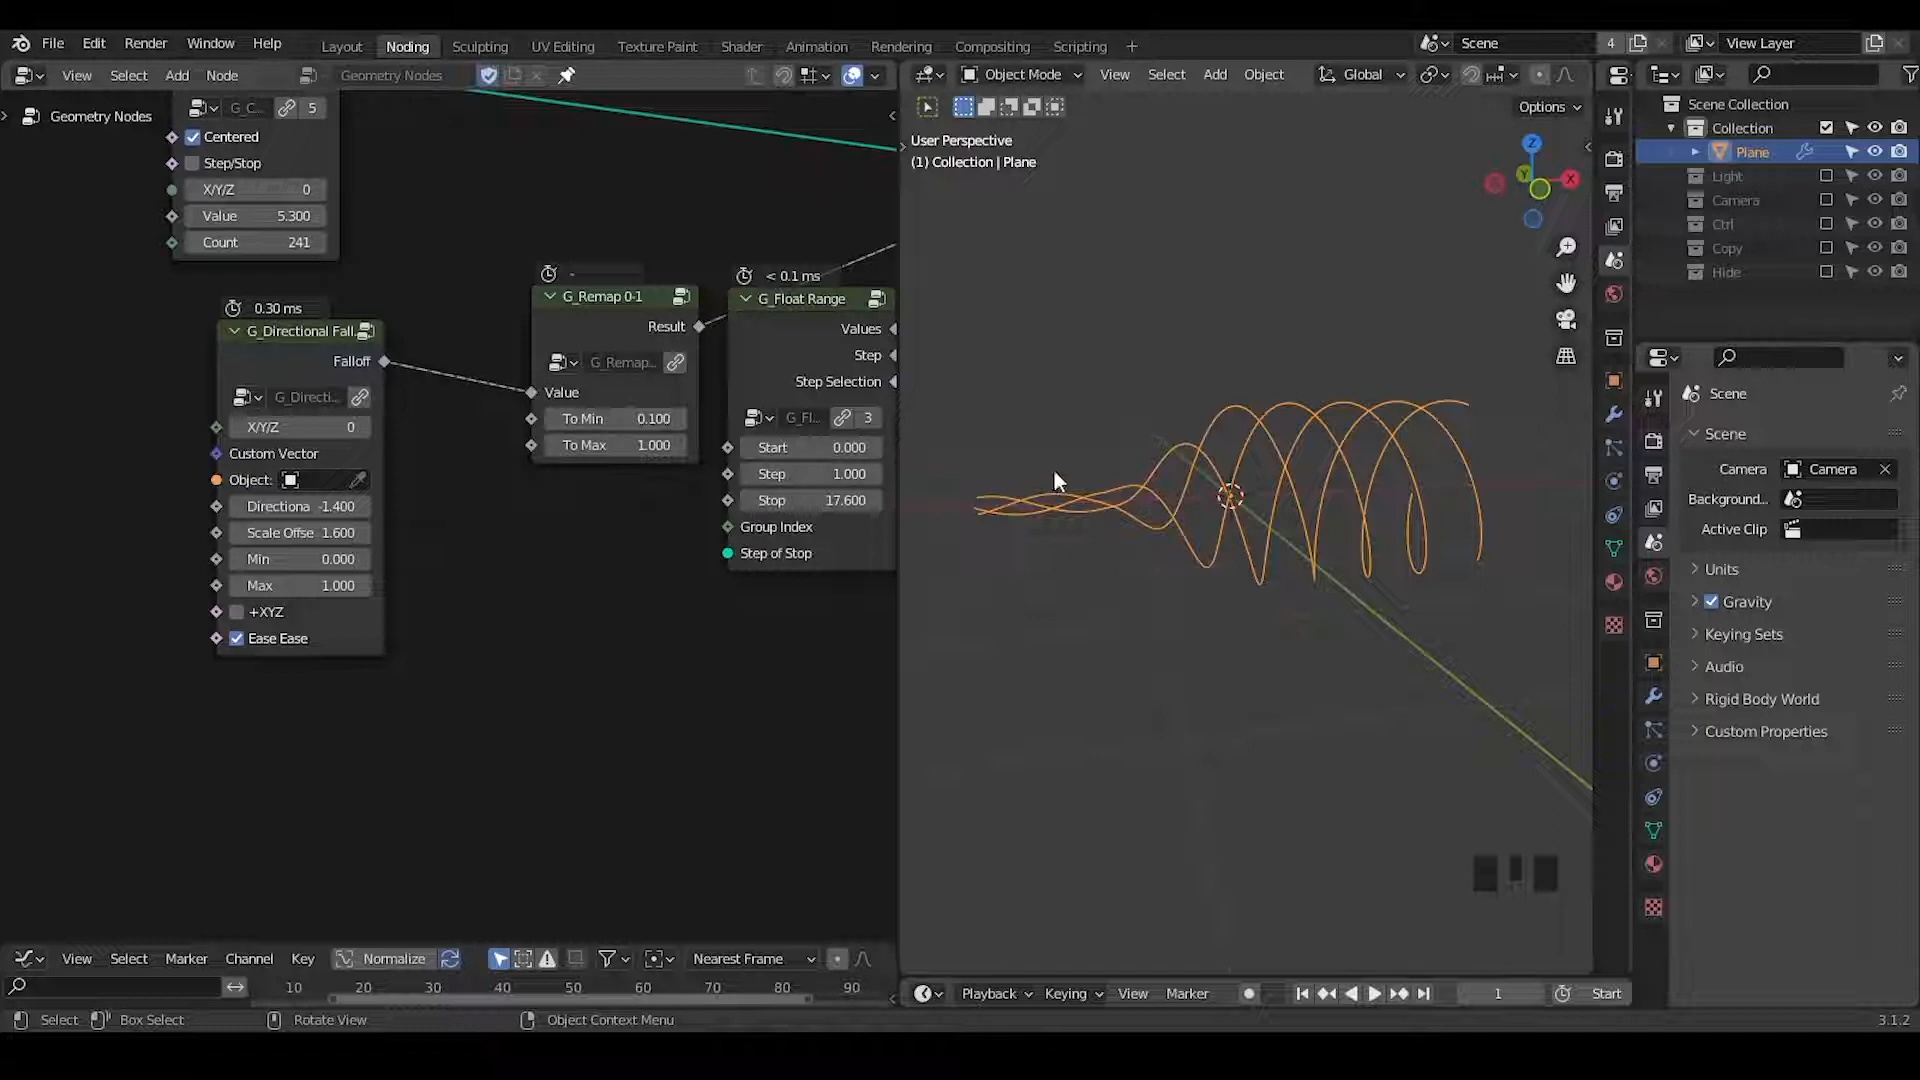 File Edit Render Window Help Layout Noding Sculpting UV Editing Texture Paint Shader Animation Rendering Compositing Scripting + Scene 4 View Layer
View Select Add Node Geometry Nodes Object Mode View Select Add Object Global
Geometry Nodes
G_C... 5
Centered
Step/Stop
X/Y/Z 0
Value 5.300
Count 241
0.30 ms
G_Directional Fall.
Falloff
G_Directi...
X/Y/Z 0
Custom Vector
Object:
Directiona -1.400
Scale Offse 1.600
Min 0.000
Max 1.000
+XYZ
Ease Ease
-
G_Remap 0-1
Result
G_Remap...
Value
To Min 0.100
To Max 1.000
< 0.1 ms
G_Float Range
Values
Step
Step Selection
G_Fl... 3
Start 0.000
Step 1.000
Stop 17.600
Group Index
Step of Stop
Options
User Perspective
(1) Collection | Plane
Z
Y
X
Scene Collection
Collection
Plane
Light
Camera
Ctrl
Copy
Hide
Scene
Scene
Camera Camera
Background...
Active Clip
Units
Gravity
Keying Sets
Audio
Rigid Body World
Custom Properties
View Select Marker Channel Key Normalize Nearest Frame
10 20 30 40 50 60 70 80 90
Playback Keying View Marker 1 Start
Select Box Select Rotate View Object Context Menu 3.1.2